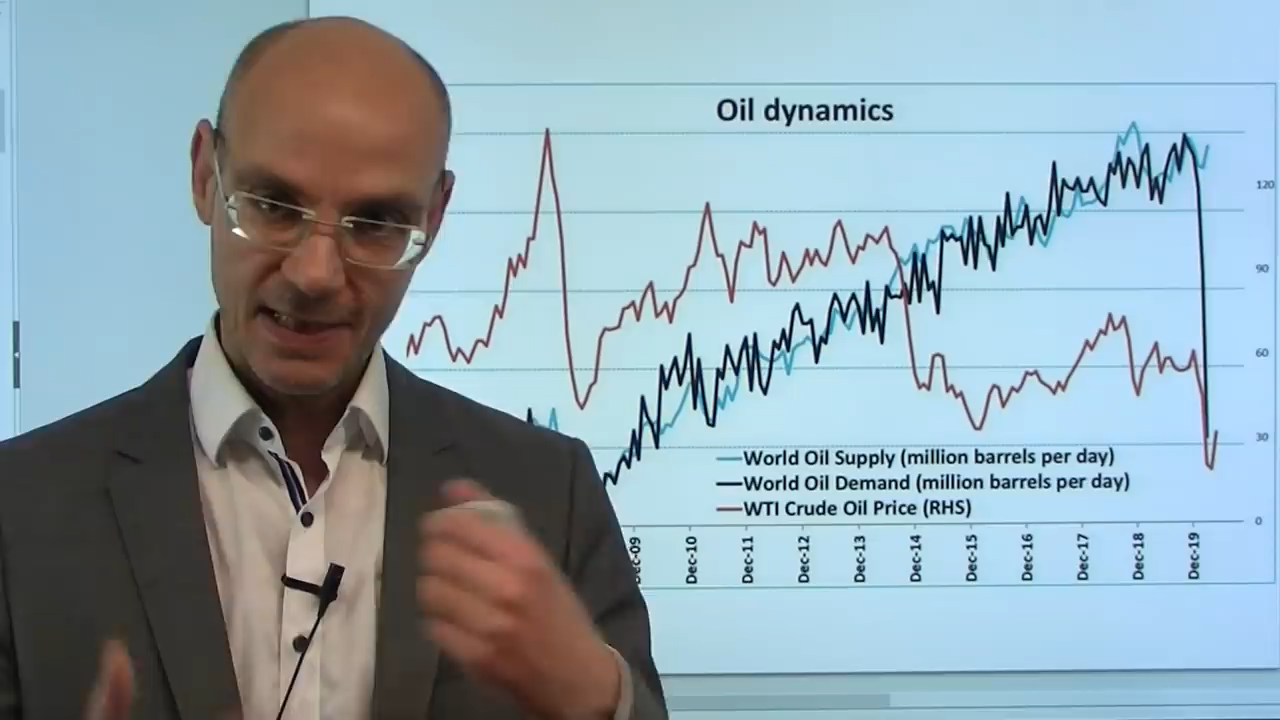 Oil dynamics
120
90
60
30
0
World Oil Supply (million barrels per day)
World Oil Demand (million barrels per day)
WTI Crude Oil Price (RHS)
Dec-10
Dec-11
Dec-12
Dec-13
Dec-14
Dec-15
Dec-16
Dec-17
Dec-18
Dec-19